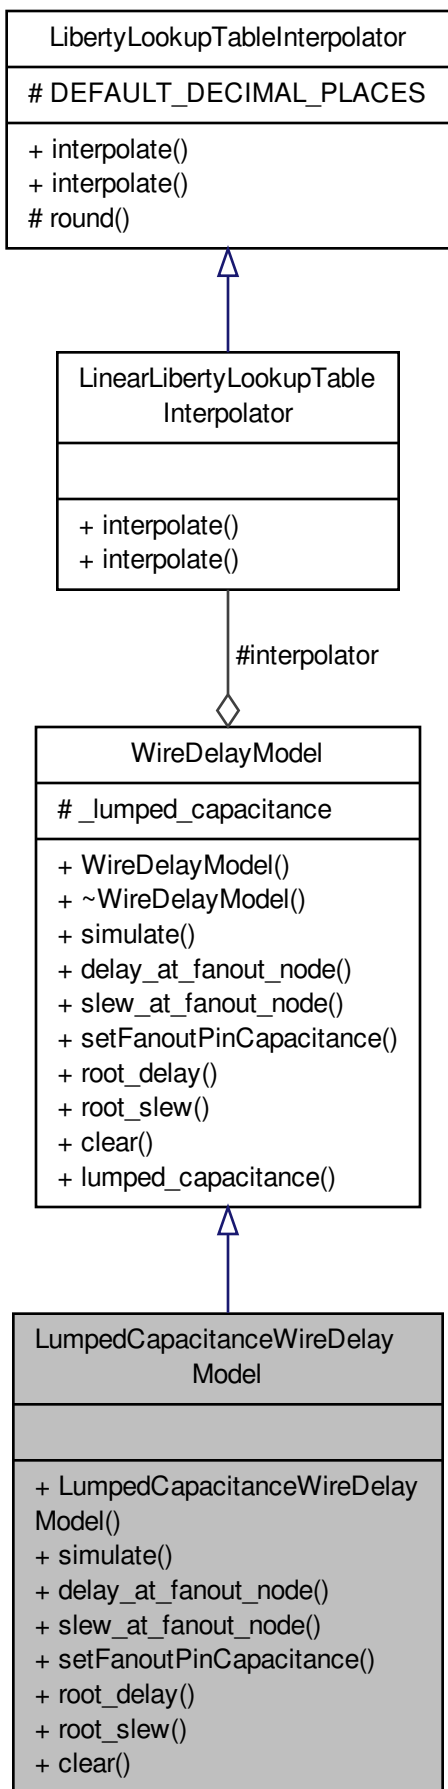 LibertyLookupTableInterpolator
# DEFAULT_DECIMAL_PLACES
+ interpolate()
+ interpolate()
# round()
LinearLibertyLookupTable
Interpolator
+ interpolate()
+ interpolate()
#interpolator
WireDelayModel
# _lumped_capacitance
+ WireDelayModel()
+ ~WireDelayModel()
+ simulate()
+ delay_at_fanout_node()
+ slew_at_fanout_node()
+ setFanoutPinCapacitance()
+ root_delay()
+ root_slew()
+ clear()
+ lumped_capacitance()
LumpedCapacitanceWireDelay
Model
+ LumpedCapacitanceWireDelay
Model()
+ simulate()
+ delay_at_fanout_node()
+ slew_at_fanout_node()
+ setFanoutPinCapacitance()
+ root_delay()
+ root_slew()
+ clear()